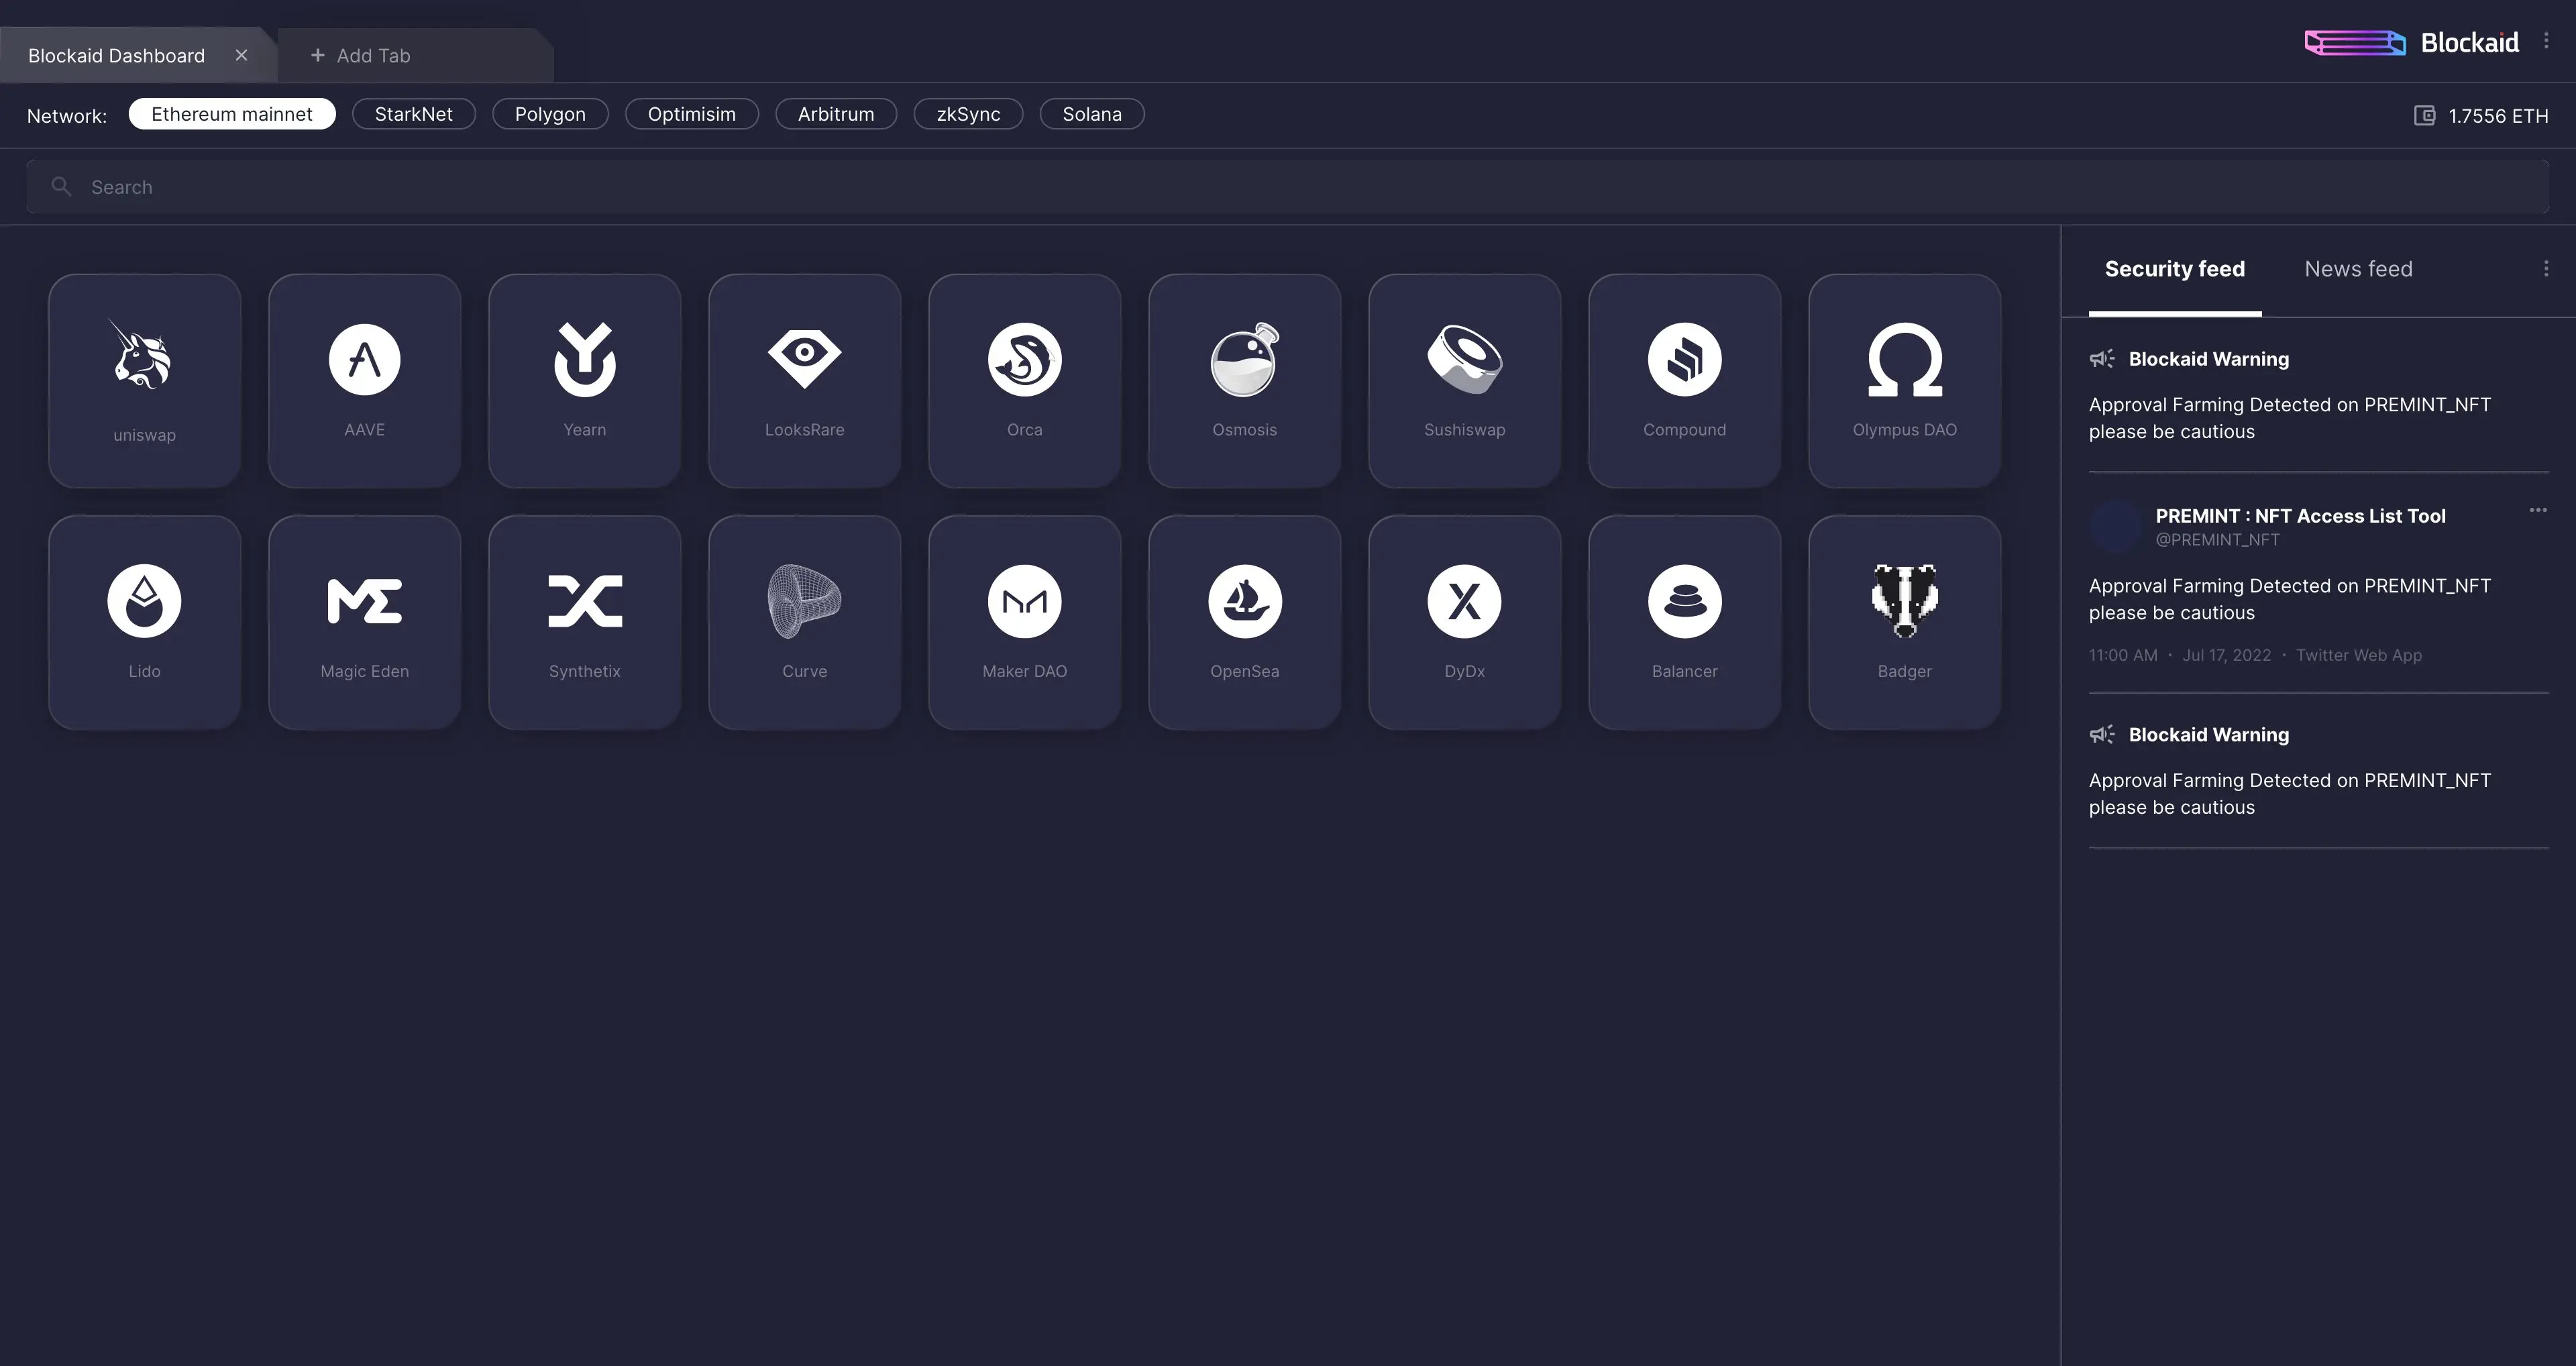 Blockaid Dashboard
Add Tab
Blockaid
Network:
Ethereum mainnet
StarkNet
Polygon
Optimisim
Arbitrum
zkSync
Solana
1.7556 ETH
Search
uniswap
AAVE
Yearn
LooksRare
Orca
Osmosis
Sushiswap
Compound
Olympus DAO
Lido
Magic Eden
Synthetix
Curve
Maker DAO
OpenSea
DyDx
Balancer
Badger
Security feed
News feed
Blockaid Warning
Approval Farming Detected on PREMINT_NFT
please be cautious
PREMINT : NFT Access List Tool
@PREMINT_NFT
Approval Farming Detected on PREMINT_NFT
please be cautious
11:00 AM · Jul 17, 2022 · Twitter Web App
Blockaid Warning
Approval Farming Detected on PREMINT_NFT
please be cautious